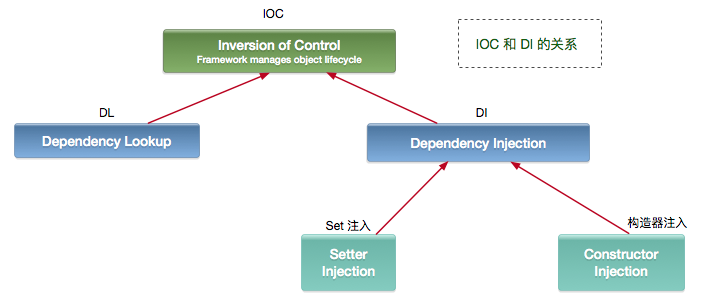 IOC
Inversion of Control
Framework manages object lifecycle
IOC 和 DI 的关系
DL
DI
Dependency Lookup
Dependency Injection
Set 注入
构造器注入
Setter
Injection
Constructor
Injection